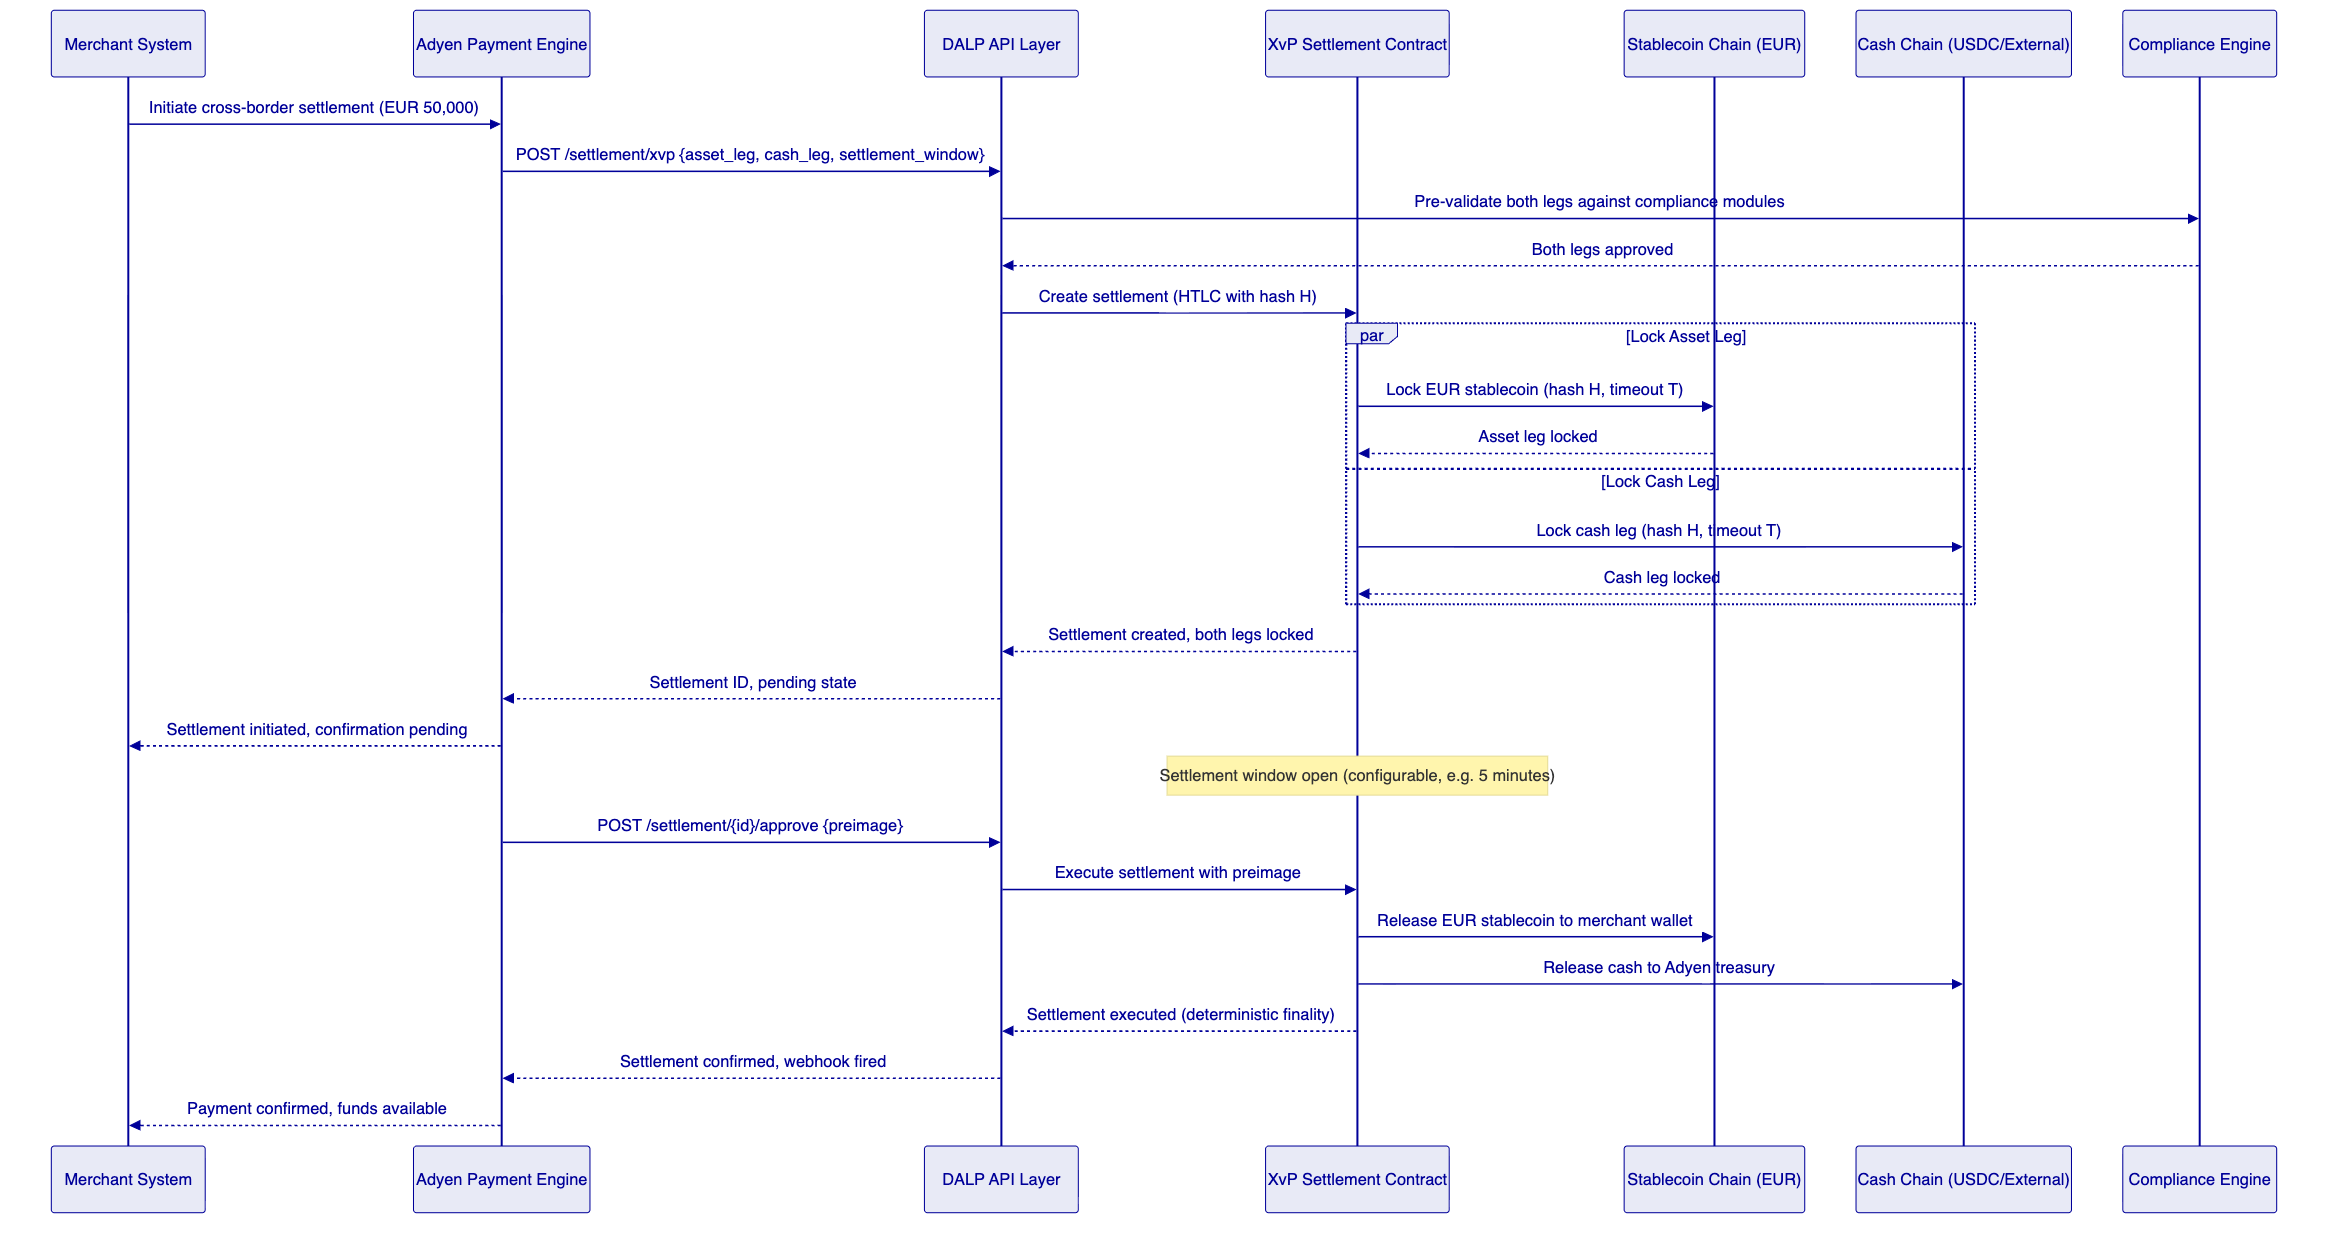 Merchant System
Adyen Payment Engine
DALP API Layer
XvP Settlement Contract
Stablecoin Chain (EUR)
Cash Chain (USDC/External)
Compliance Engine
Initiate cross-border settlement (EUR 50,000)
POST /settlement/xvp {asset_leg, cash_leg, settlement_window}
Pre-validate both legs against compliance modules
Both legs approved
Create settlement (HTLC with hash H)
par
[Lock Asset Leg]
Lock EUR stablecoin (hash H, timeout T)
Asset leg locked
[Lock Cash Leg]
Lock cash leg (hash H, timeout T)
Cash leg locked
Settlement created, both legs locked
Settlement ID, pending state
Settlement initiated, confirmation pending
Settlement window open (configurable, e.g. 5 minutes)
POST /settlement/{id}/approve {preimage}
Execute settlement with preimage
Release EUR stablecoin to merchant wallet
Release cash to Adyen treasury
Settlement executed (deterministic finality)
Settlement confirmed, webhook fired
Payment confirmed, funds available
Merchant System
Adyen Payment Engine
DALP API Layer
XvP Settlement Contract
Stablecoin Chain (EUR)
Cash Chain (USDC/External)
Compliance Engine